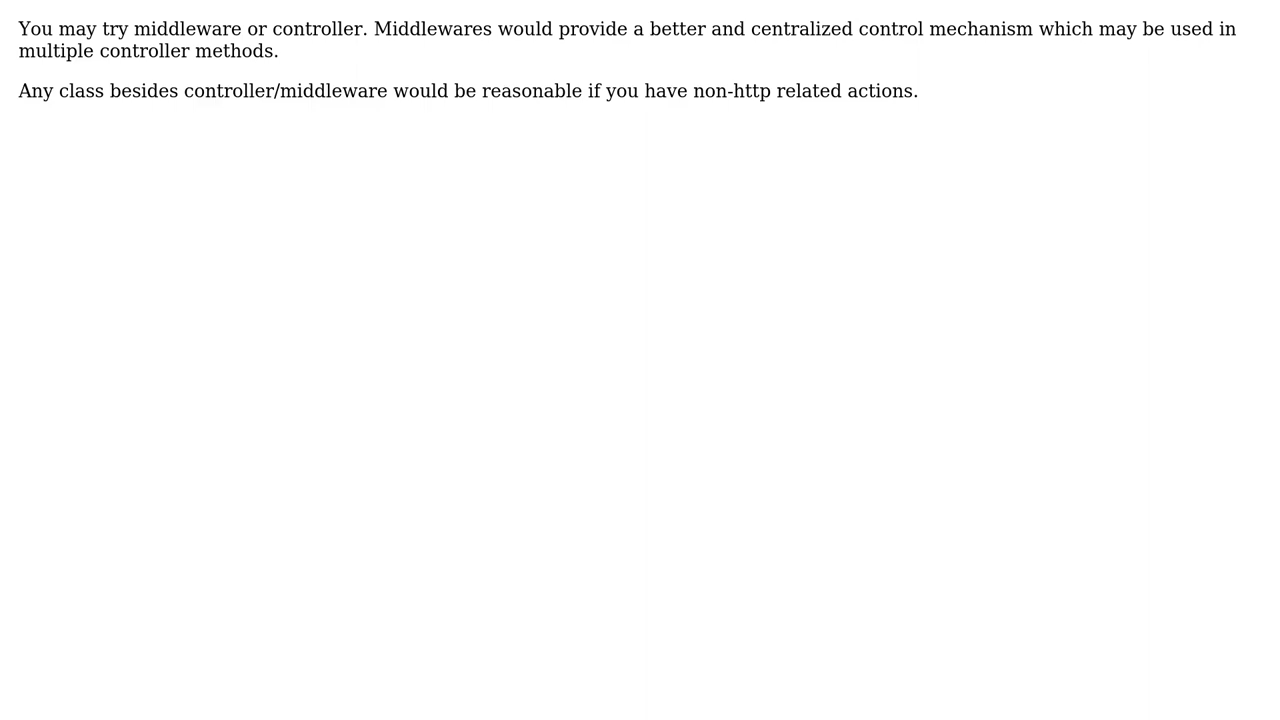 You may try middleware or controller. Middlewares would provide a better and centralized control mechanism which may be used in
multiple controller methods.
Any class besides controller/middleware would be reasonable if you have non-http related actions.